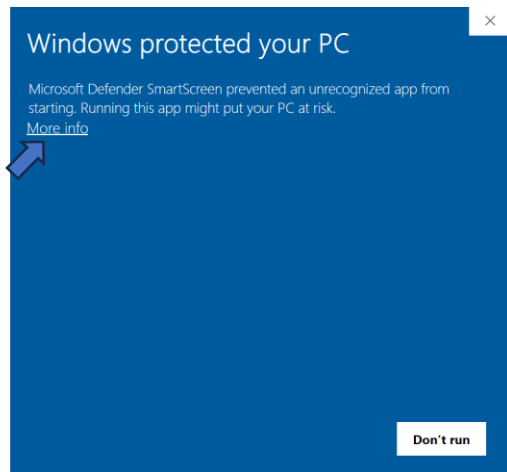 Windows protected your PC
Microsoft Defender SmartScreen prevented an unrecognized app from
starting. Running this app might put your PC at risk.
More info
Don't run